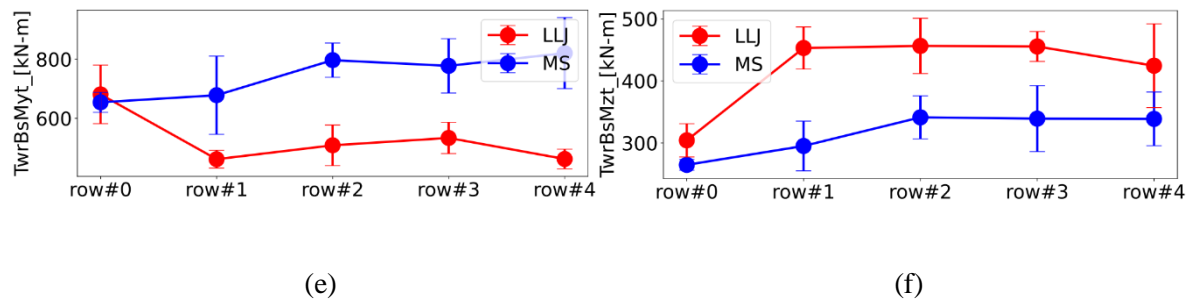 TwrBsMyt_[kN-m]
800
600
LLJ
MS
row#0 row#1 row#2 row#3 row#4
(e)
TwrBsMzt_[kN-m]
500
400
300
LLJ
MS
row#0 row#1 row#2 row#3 row#4
(f)